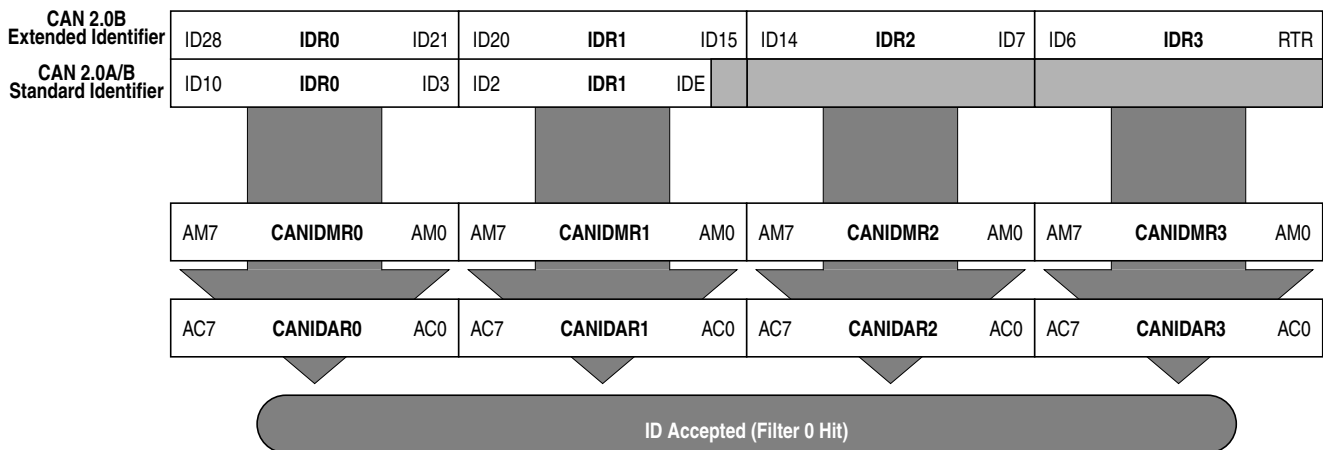 CAN 2.0B
Extended Identifier
ID28 IDR0 ID21 ID20 IDR1 ID15 ID14 IDR2 ID7 ID6 IDR3 RTR
CAN 2.0A/B
Standard Identifier
ID10 IDR0 ID3 ID2 IDR1 IDE
AM7 CANIDMR0 AM0 AM7 CANIDMR1 AM0 AM7 CANIDMR2 AM0 AM7 CANIDMR3 AM0
AC7 CANIDAR0 AC0 AC7 CANIDAR1 AC0 AC7 CANIDAR2 AC0 AC7 CANIDAR3 AC0
ID Accepted (Filter 0 Hit)